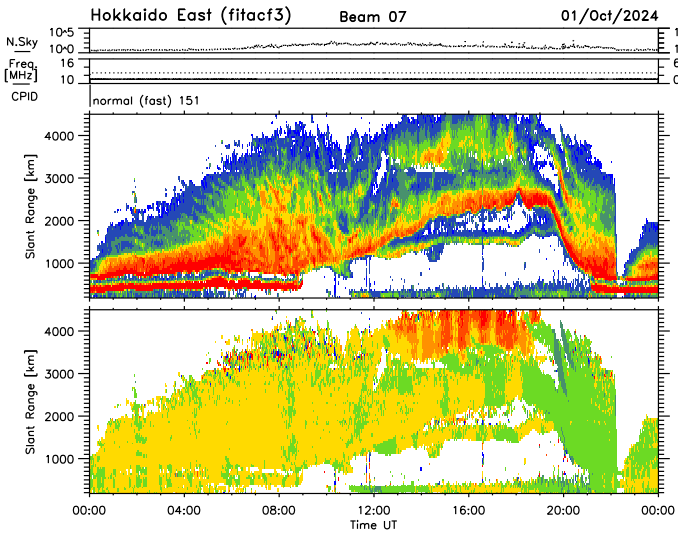 Hokkaido East (fitacf3) Beam 07 01/Oct/2024
N.Sky 10^5 10^0 1 1
Freq. [MHz] 16 10 6 0
CPID normal (fast) 151
Slant Range [km] 4000 3000 2000 1000
Slant Range [km] 4000 3000 2000 1000
00:00 04:00 08:00 12:00 16:00 20:00 00:00
Time UT